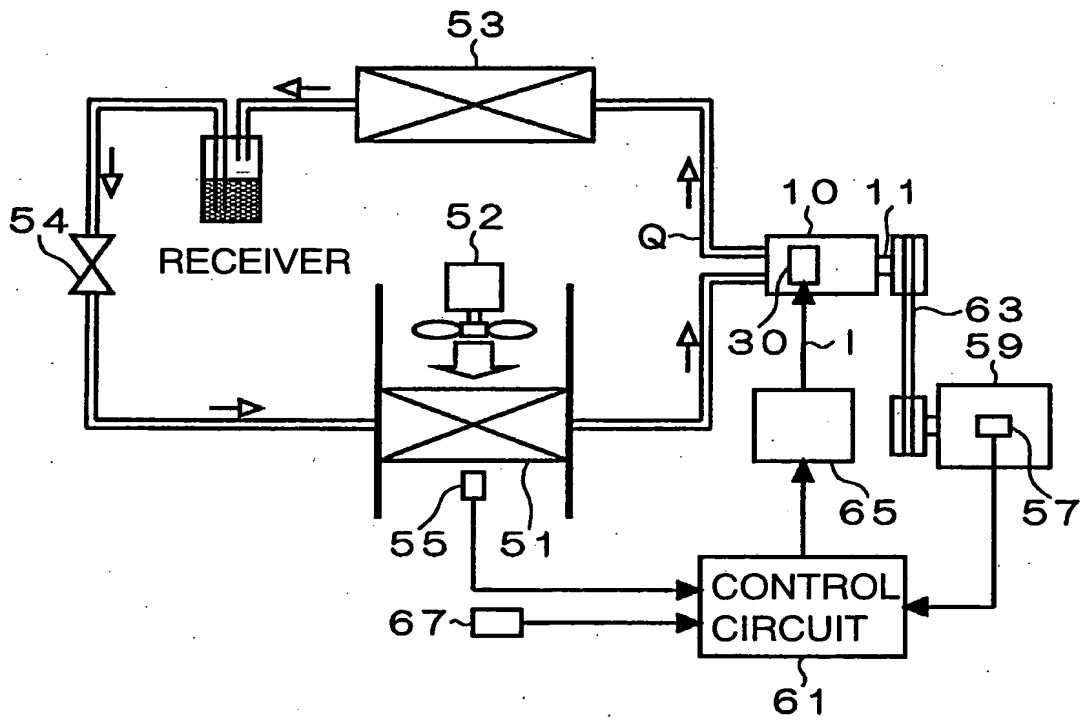 53
54
RECEIVER
52
Q
10
11
30
I
63
59
65
57
55
51
67
CONTROL
CIRCUIT
61